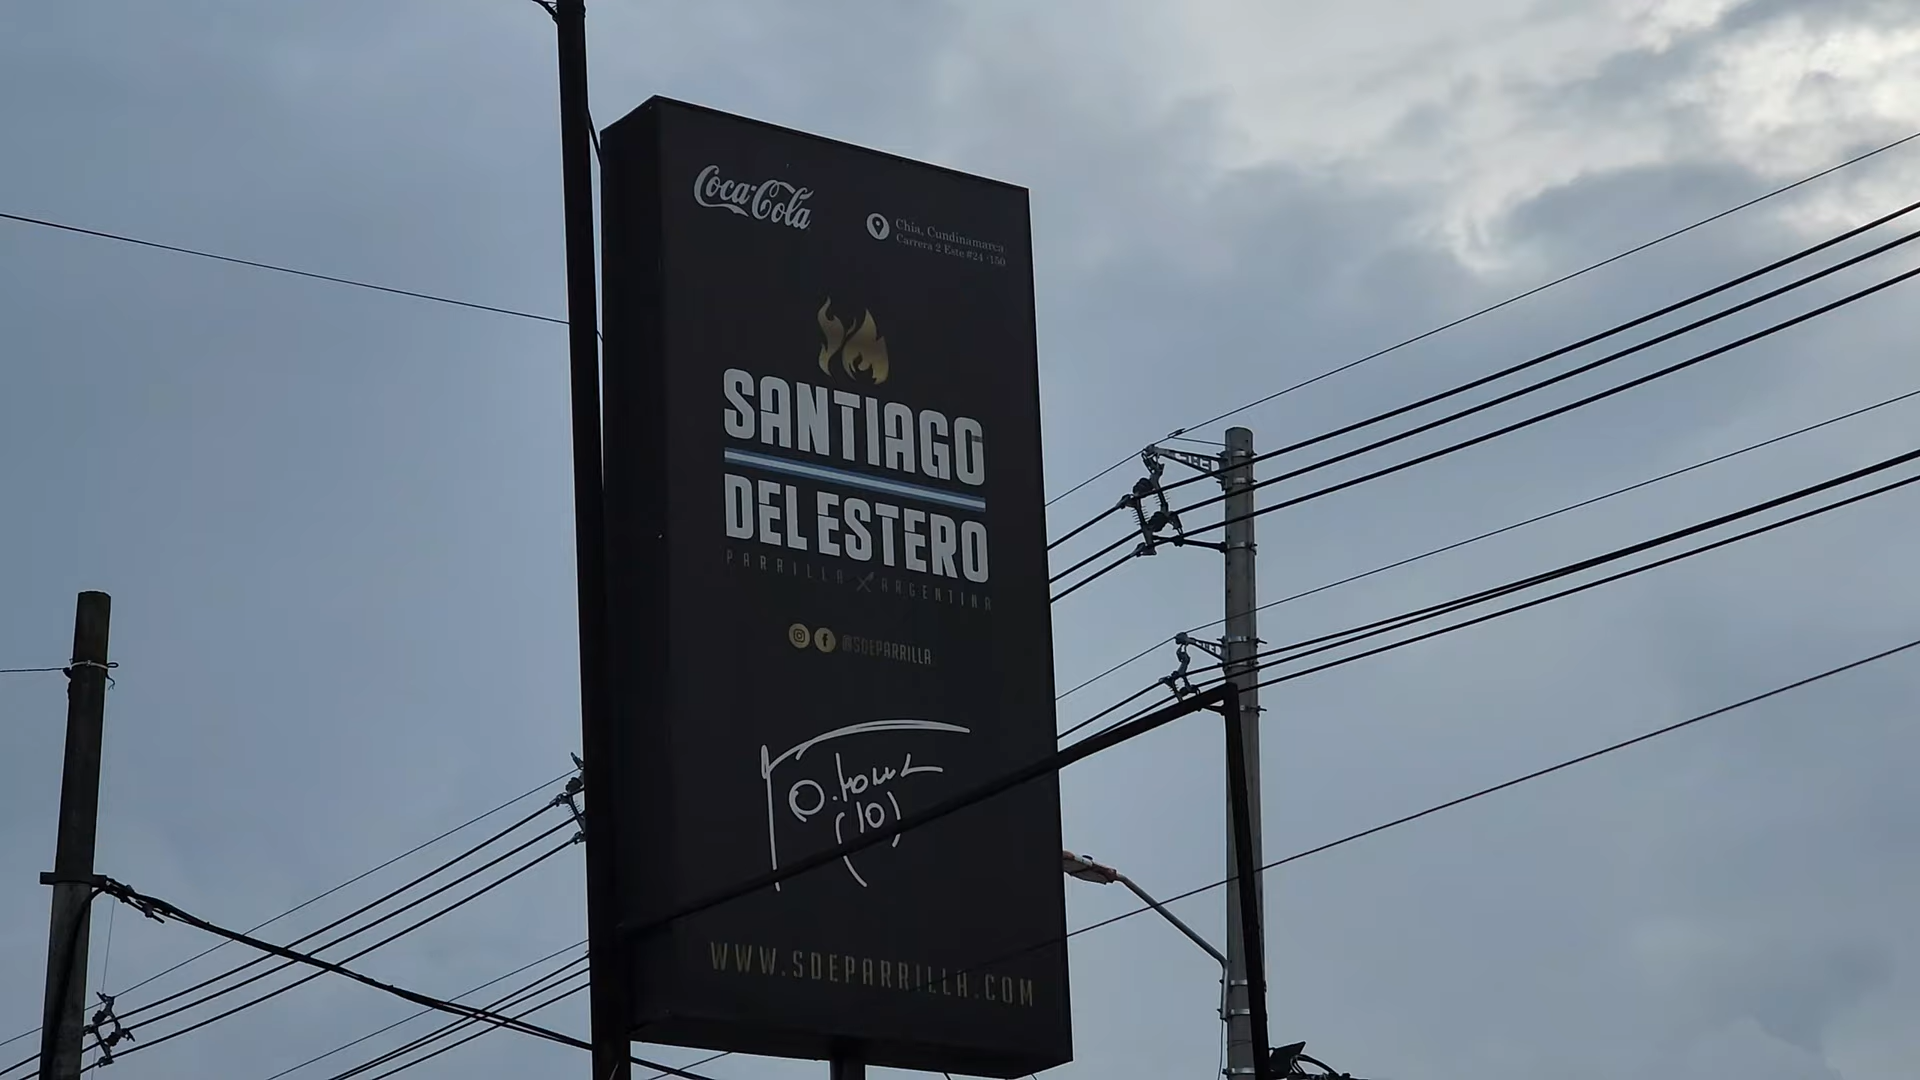 Coca-Cola
Chia, Cundinamarca
Carrera 2 Este #24 -150
SANTIAGO
DEL ESTERO
PARRILLA ARGENTINA
@SDEPARRILLA
(10)
WWW.SDEPARRILLA.COM